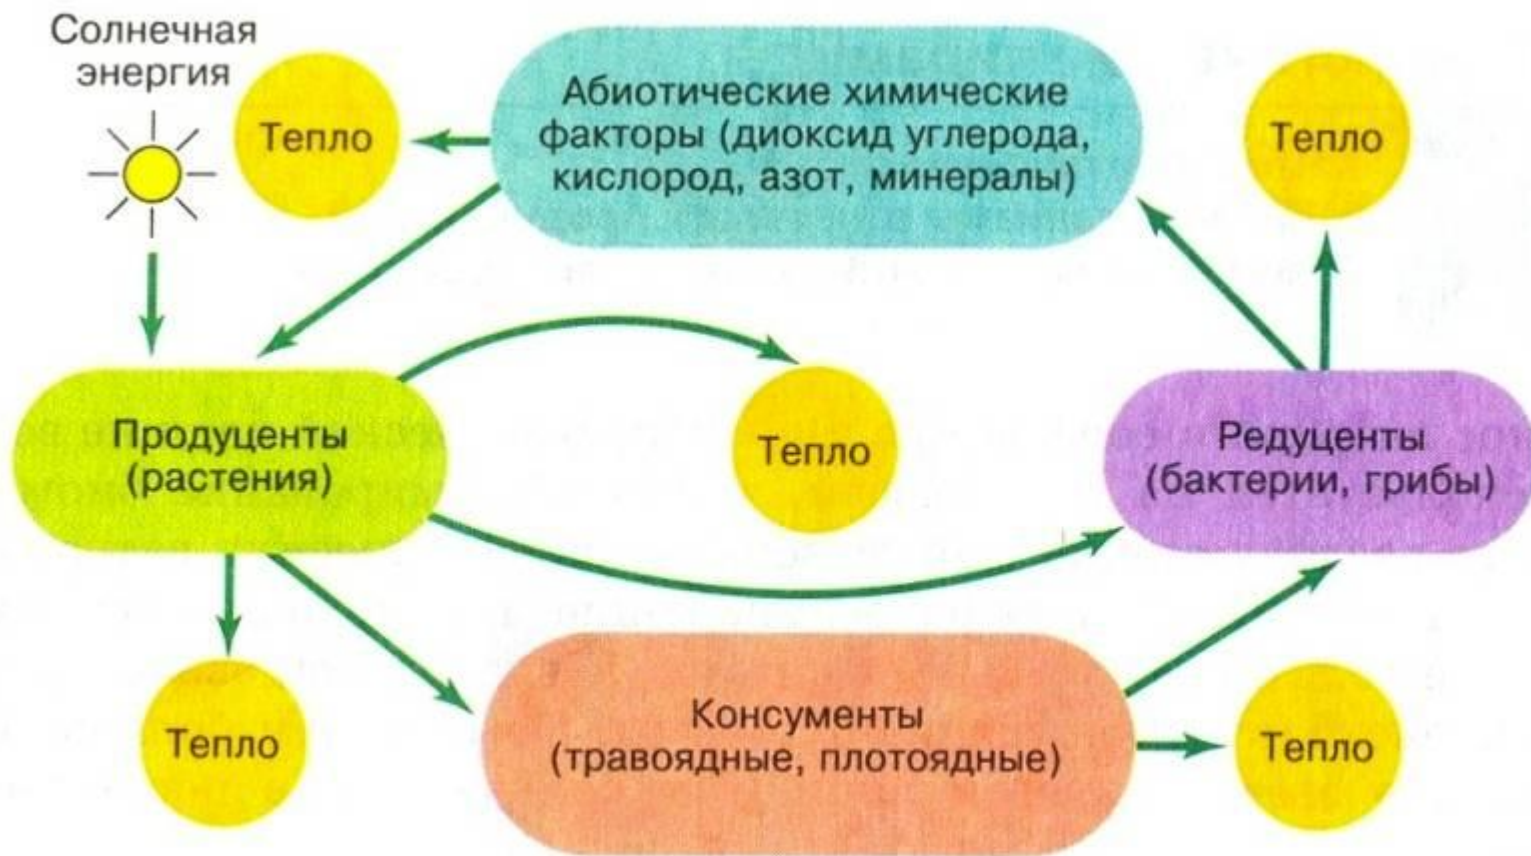 Солнечная
энергия
Тепло
Абиотические химические
факторы (диоксид углерода,
кислород, азот, минералы)
Тепло
Продуценты
(растения)
Тепло
Редуценты
(бактерии, грибы)
Тепло
Консументы
(травоядные, плотоядные)
Тепло